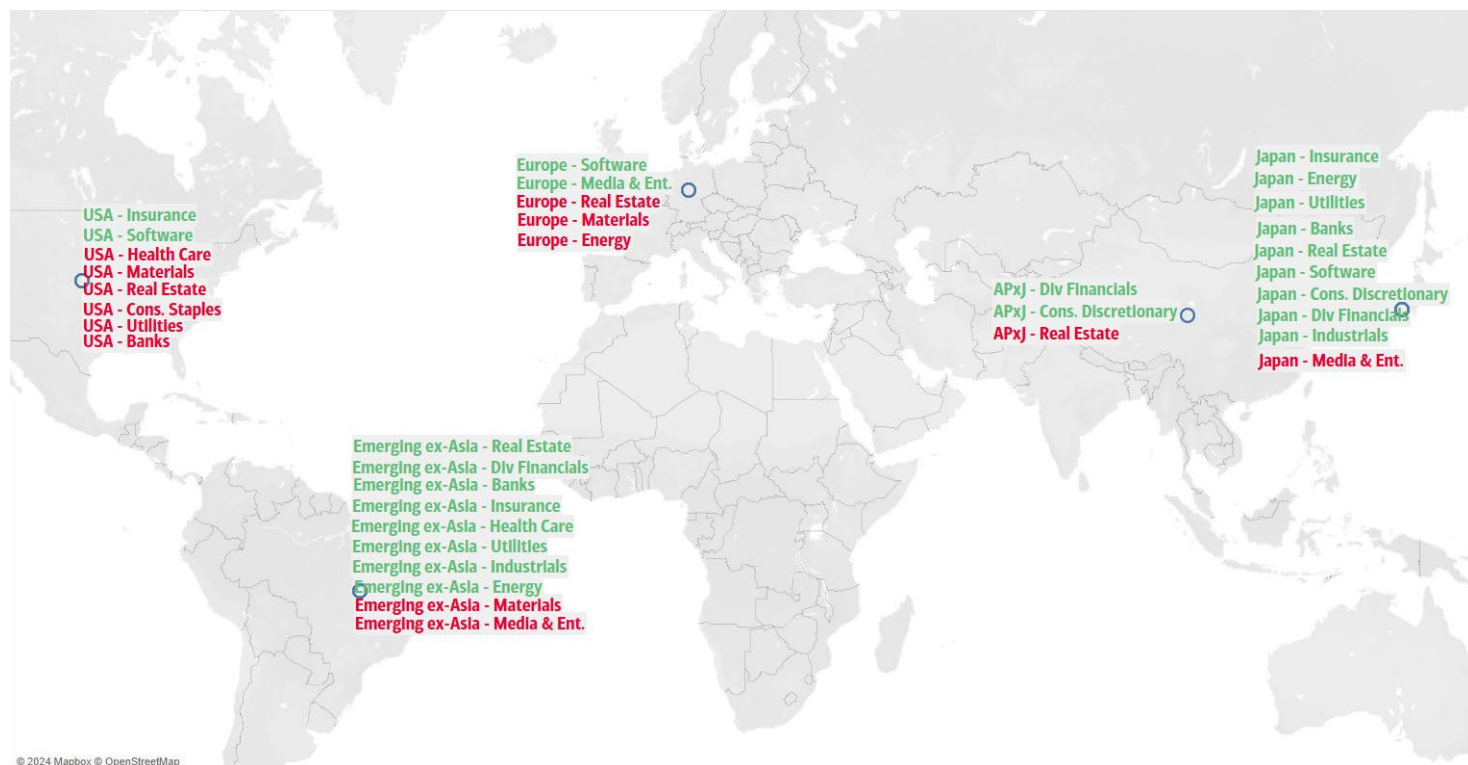 USA - Insurance
USA - Software
USA - Health Care
USA - Materials
USA - Real Estate
USA - Cons. Staples
USA - Utilities
USA - Banks
Europe - Software
Europe - Media & Ent.
Europe - Real Estate
Europe - Materials
Europe - Energy
Emerging ex-Asia - Real Estate
Emerging ex-Asia - Div Financials
Emerging ex-Asia - Banks
Emerging ex-Asia - Insurance
Emerging ex-Asia - Health Care
Emerging ex-Asia - Utilities
Emerging ex-Asia - Industrials
Emerging ex-Asia - Energy
Emerging ex-Asia - Materials
Emerging ex-Asia - Media & Ent.
APxJ - Div Financials
APxJ - Cons. Discretionary
APxJ - Real Estate
Japan - Insurance
Japan - Energy
Japan - Utilities
Japan - Banks
Japan - Real Estate
Japan - Software
Japan - Cons. Discretionary
Japan - Div Financials
Japan - Industrials
Japan - Media & Ent.
© 2024 Mapbox © OpenStreetMap